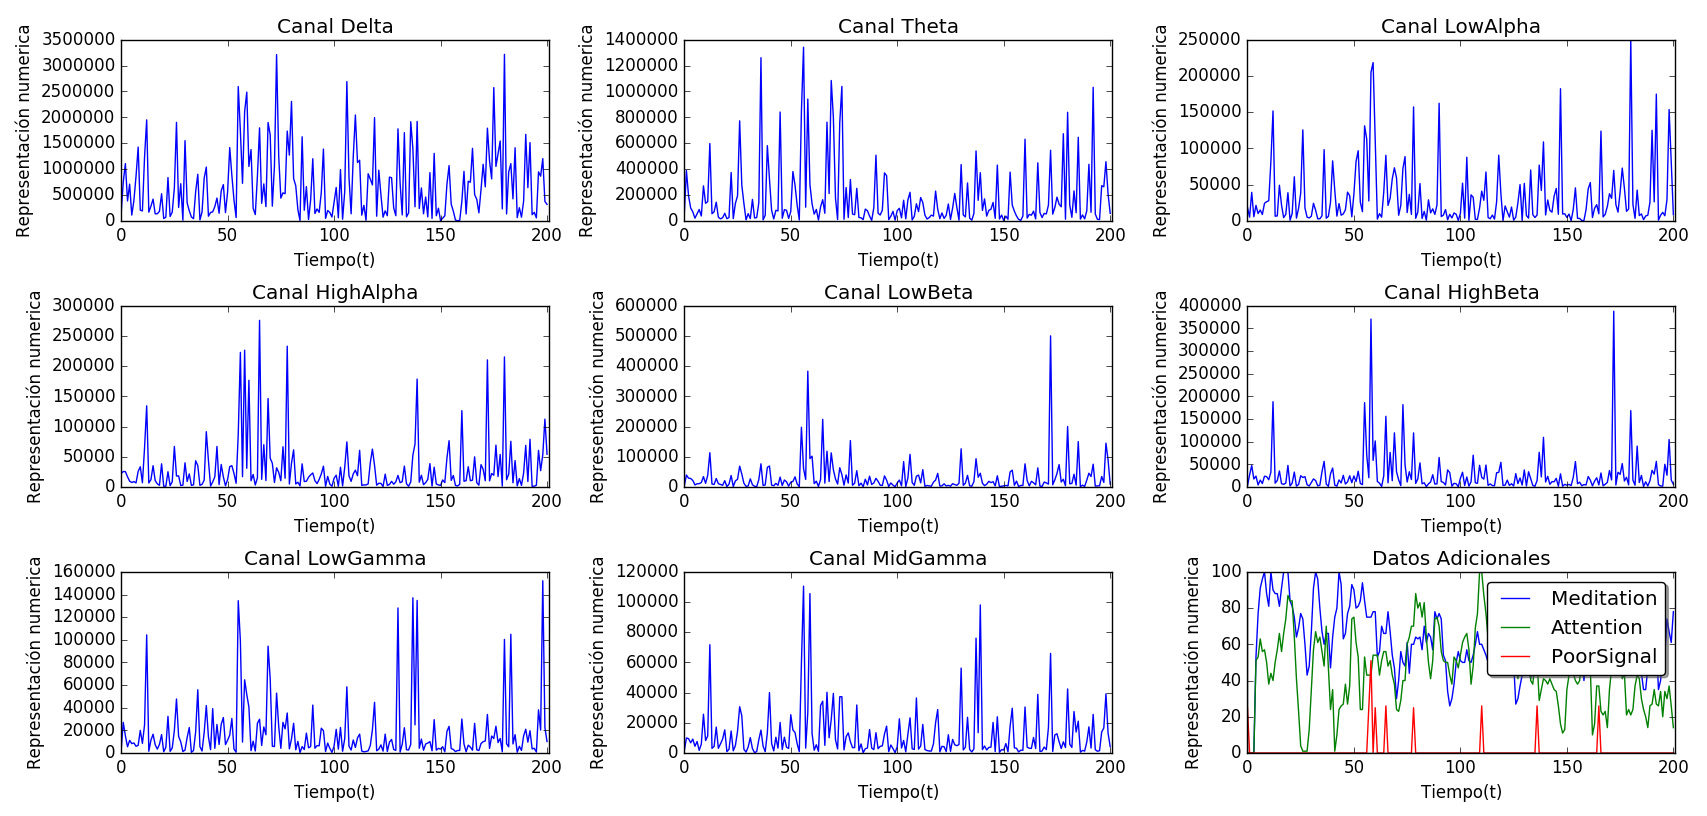 Canal Delta
Representación numerica
3500000
3000000
2500000
2000000
1500000
1000000
500000
0
0 50 100 150 200
Tiempo(t)
Canal Theta
Representación numerica
1400000
1200000
1000000
800000
600000
400000
200000
0
0 50 100 150 200
Tiempo(t)
Canal LowAlpha
Representación numerica
250000
200000
150000
100000
50000
0
0 50 100 150 200
Tiempo(t)
Canal HighAlpha
Representación numerica
300000
250000
200000
150000
100000
50000
0
0 50 100 150 200
Tiempo(t)
Canal LowBeta
Representación numerica
600000
500000
400000
300000
200000
100000
0
0 50 100 150 200
Tiempo(t)
Canal HighBeta
Representación numerica
400000
350000
300000
250000
200000
150000
100000
50000
0
0 50 100 150 200
Tiempo(t)
Canal LowGamma
Representación numerica
160000
140000
120000
100000
80000
60000
40000
20000
0
0 50 100 150 200
Tiempo(t)
Canal MidGamma
Representación numerica
120000
100000
80000
60000
40000
20000
0
0 50 100 150 200
Tiempo(t)
Datos Adicionales
Representación numerica
100
80
60
40
20
0
Meditation
Attention
PoorSignal
0 50 100 150 200
Tiempo(t)